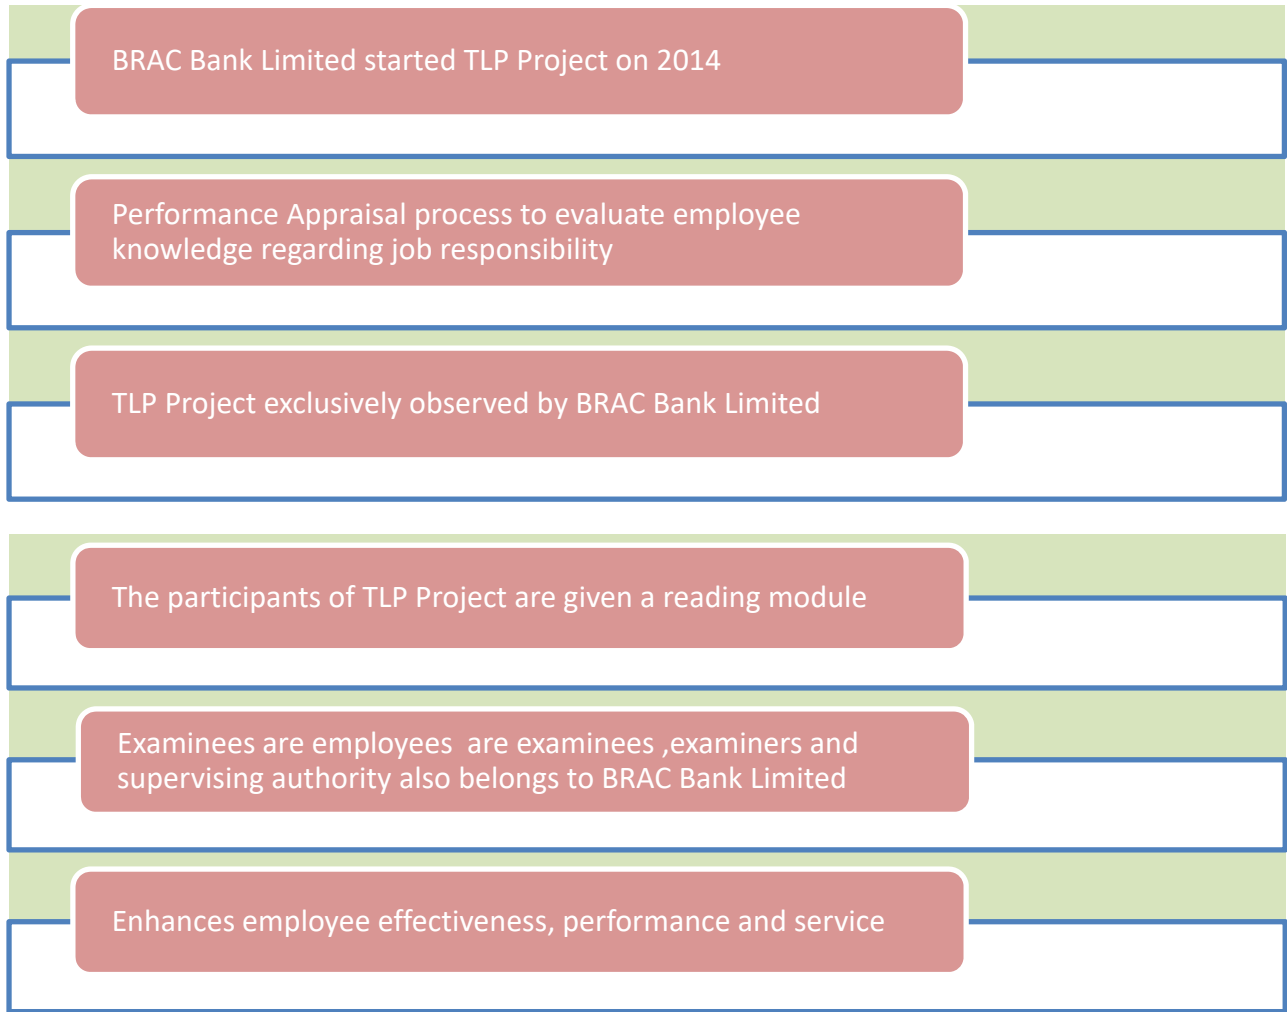 BRAC Bank Limited started TLP Project on 2014
Performance Appraisal process to evaluate employee
knowledge regarding job responsibility
TLP Project exclusively observed by BRAC Bank Limited
The participants of TLP Project are given a reading module
Examinees are employees  are examinees ,examiners and
supervising authority also belongs to BRAC Bank Limited
Enhances employee effectiveness, performance and service